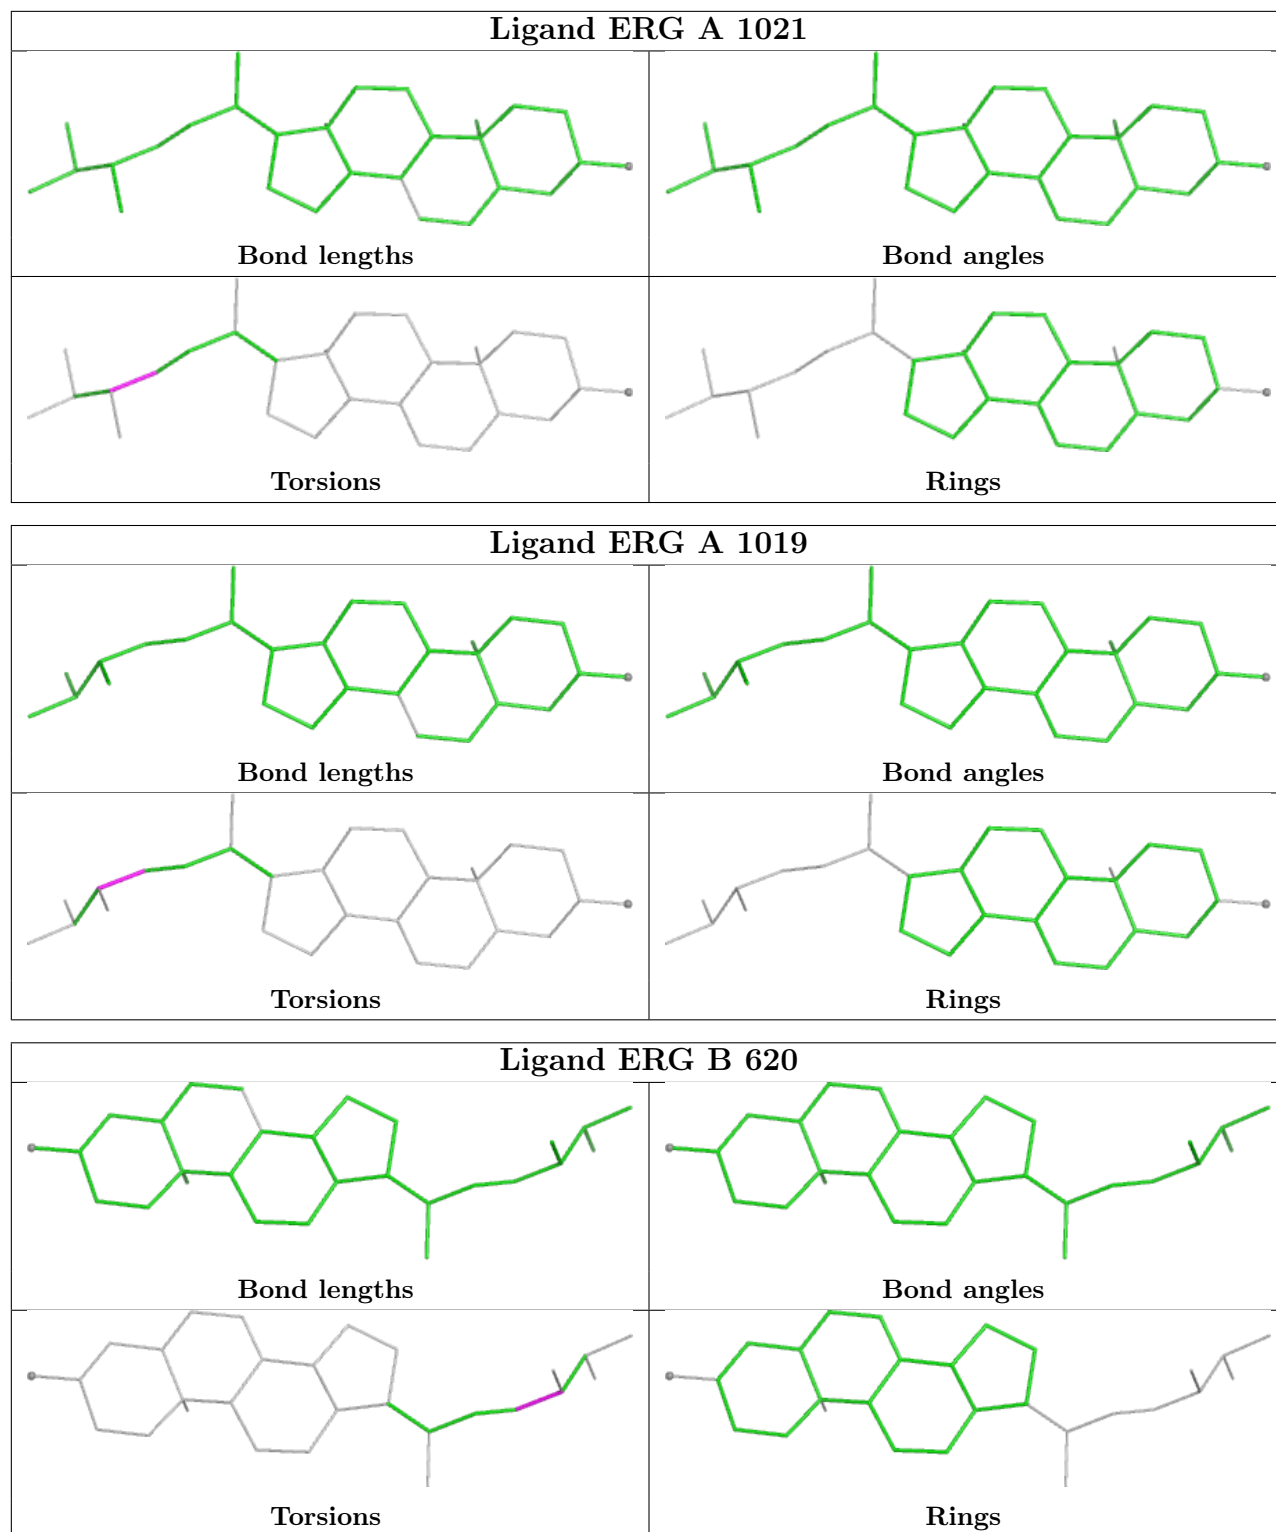 Ligand ERG A 1021
Bond lengths
Bond angles
Torsions
Rings
Ligand ERG A 1019
Bond lengths
Bond angles
Torsions
Rings
Ligand ERG B 620
Bond lengths
Bond angles
Torsions
Rings